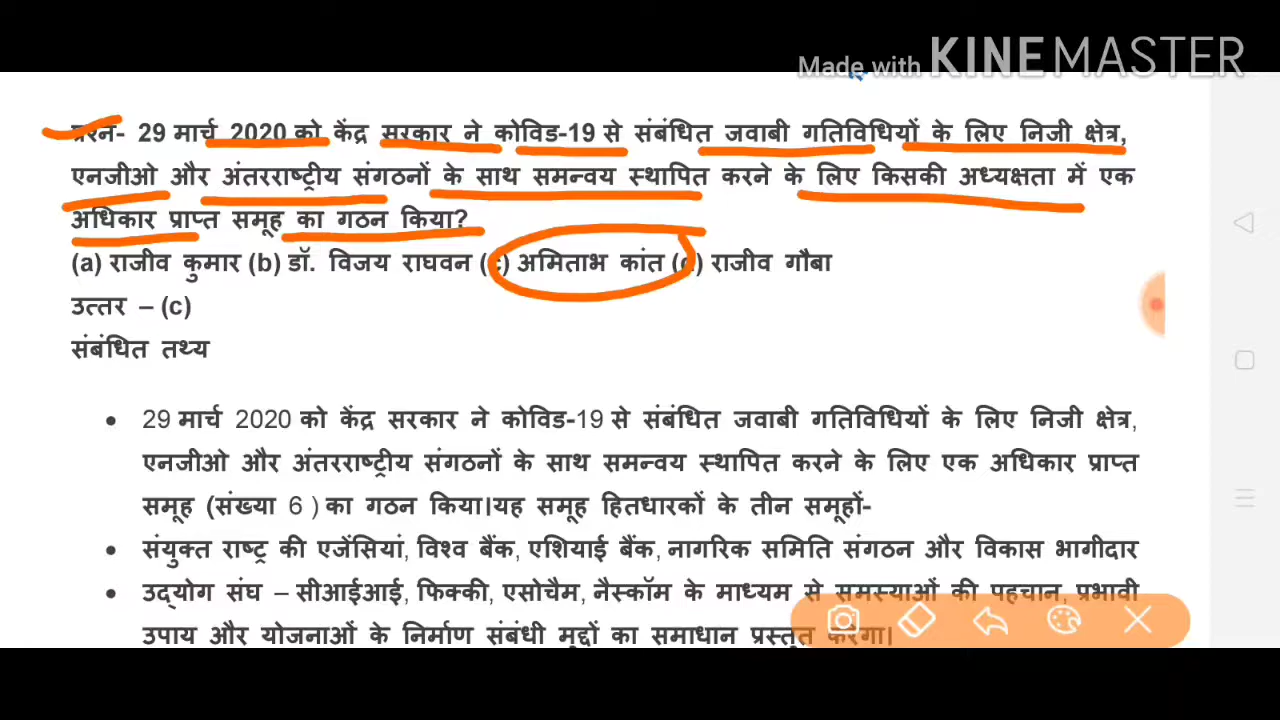 Made with KINEMASTER
प्रश्न- 29 मार्च 2020 को केंद्र सरकार ने कोविड-19 से संबंधित जवाबी गतिविधियों के लिए निजी क्षेत्र,
एनजीओ और अंतरराष्ट्रीय संगठनों के साथ समन्वय स्थापित करने के लिए किसकी अध्यक्षता में एक
अधिकार प्राप्त समूह का गठन किया?
(a) राजीव कुमार (b) डॉ. विजय राघवन (c) अमिताभ कांत (d) राजीव गौबा
उत्तर – (c)
संबंधित तथ्य
• 29 मार्च 2020 को केंद्र सरकार ने कोविड-19 से संबंधित जवाबी गतिविधियों के लिए निजी क्षेत्र,
एनजीओ और अंतरराष्ट्रीय संगठनों के साथ समन्वय स्थापित करने के लिए एक अधिकार प्राप्त
समूह (संख्या 6 ) का गठन किया।यह समूह हितधारकों के तीन समूहों-
• संयुक्त राष्ट्र की एजेंसियां, विश्व बैंक, एशियाई बैंक, नागरिक समिति संगठन और विकास भागीदार
• उद्योग संघ – सीआईआई, फिक्की, एसोचैम, नैस्कॉम के माध्यम से समस्याओं की पहचान, प्रभावी
उपाय और योजनाओं के निर्माण संबंधी मुद्दों का समाधान प्रस्तुत करेगा।